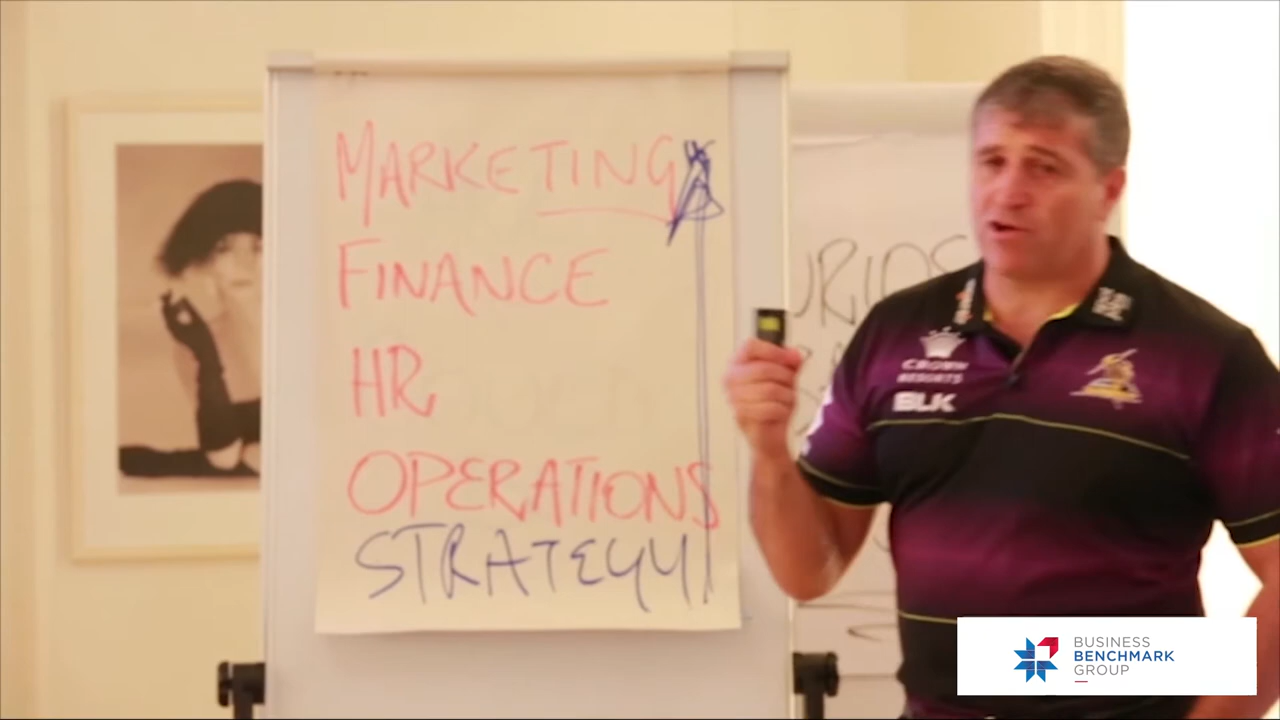 MARKETING
FINANCE
HR
OPERATIONS
STRATEGY
CROWN
RESORTS
BLK
BUSINESS
BENCHMARK
GROUP